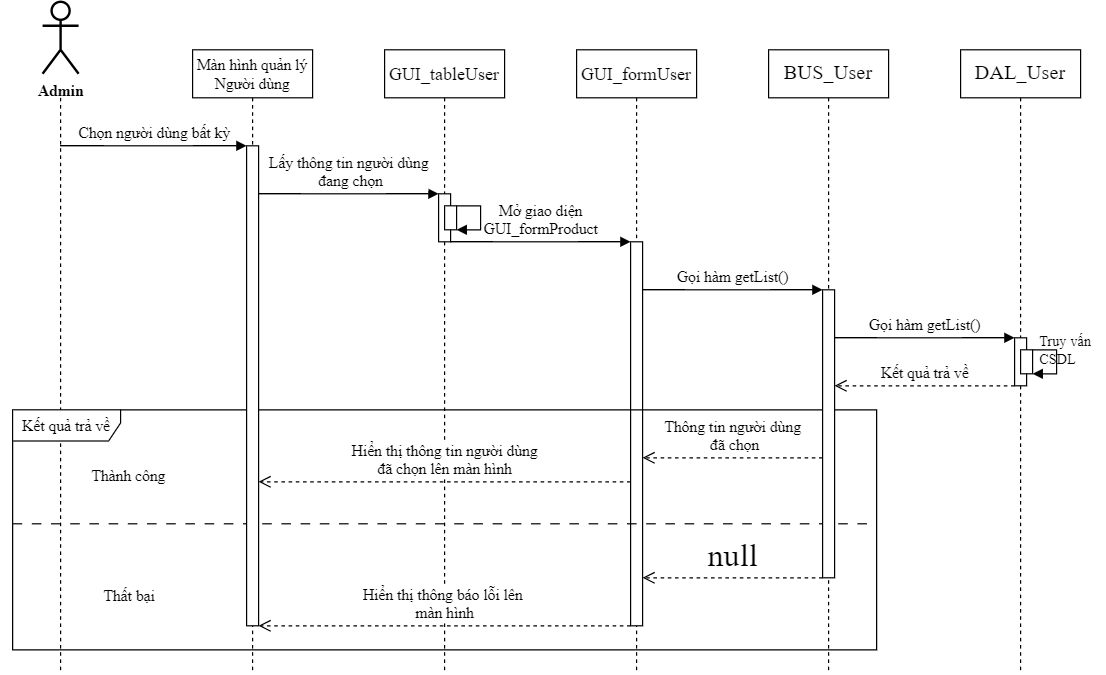 Admin
Màn hình quản lý
Người dùng
GUI_tableUser
GUI_formUser
BUS_User
DAL_User
Chọn người dùng bất kỳ
Lấy thông tin người dùng
đang chọn
Mở giao diện
GUI_formProduct
Gọi hàm getList()
Gọi hàm getList()
Truy vấn
CSDL
Kết quả trả về
Kết quả trả về
Thông tin người dùng
đã chọn
Hiển thị thông tin người dùng
đã chọn lên màn hình
Thành công
null
Thất bại
Hiển thị thông báo lỗi lên
màn hình